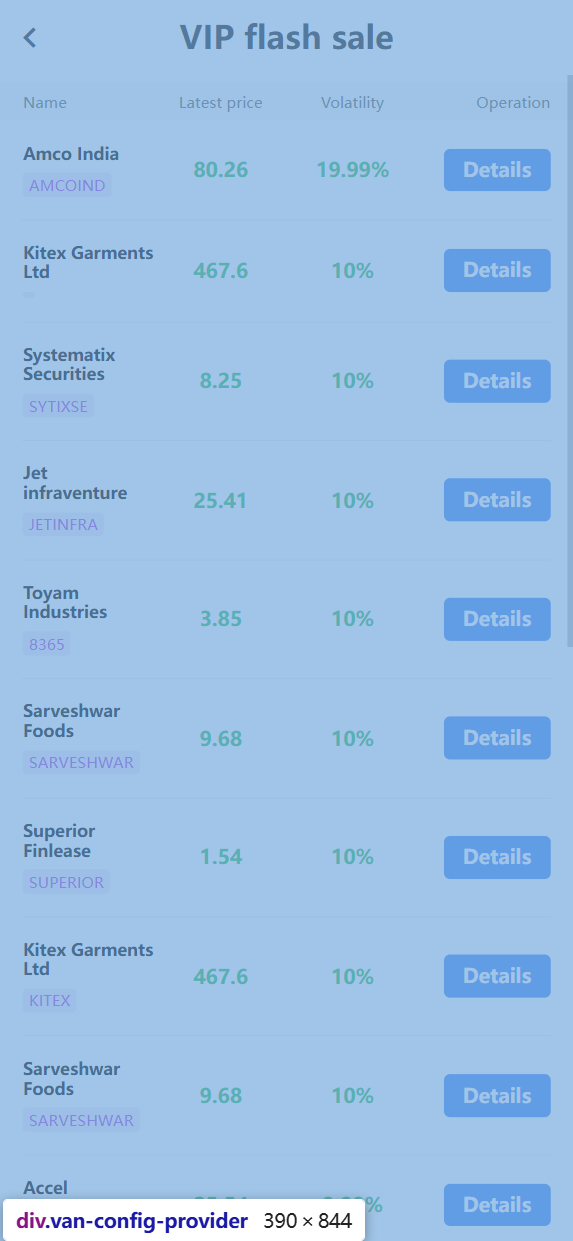 VIP flash sale
Name Latest price Volatility Operation
Amco India
AMCOIND
80.26 19.99% Details
Kitex Garments
Ltd
467.6 10% Details
Systematix
Securities
SYTIXSE
8.25 10% Details
Jet
infraventure
JETINFRA
25.41 10% Details
Toyam
Industries
8365
3.85 10% Details
Sarveshwar
Foods
SARVESHWAR
9.68 10% Details
Superior
Finlease
SUPERIOR
1.54 10% Details
Kitex Garments
Ltd
KITEX
467.6 10% Details
Sarveshwar
Foods
SARVESHWAR
9.68 10% Details
Accel
Details
div.van-config-provider 390 × 844